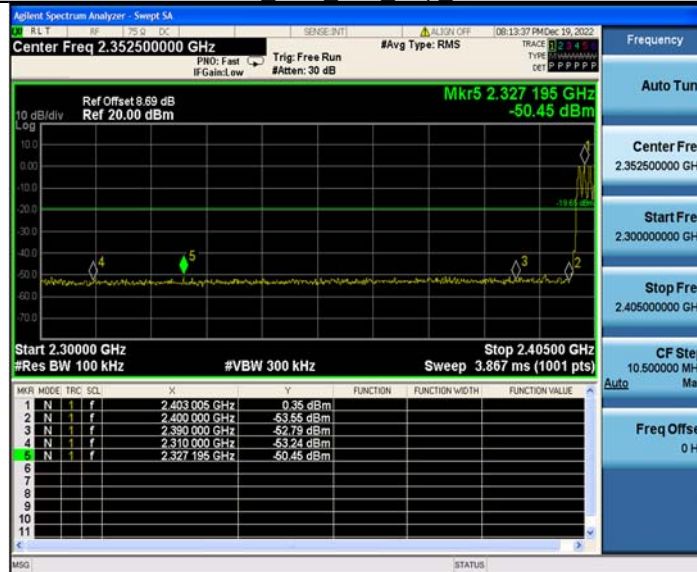 Agilent Spectrum Analyzer - Swept SA
RLT RF 75 Ω DC SENSE:INT ALIGN OFF 08:13:37 PM Dec 19, 2022
Center Freq 2.352500000 GHz #Avg Type: RMS TRACE 1 2 3 4 5 6
PNO: Fast Trig: Free Run TYPE
IFGain:Low #Atten: 30 dB DET P P P P P P
Mkr5 2.327 195 GHz
-50.45 dBm
Ref Offset 8.69 dB
10 dB/div Ref 20.00 dBm
Log
10.0
0.00
-10.0
-20.0
-30.0
-40.0
-50.0
-60.0
-70.0
-19.65 dBm
1
2
3
4
5
Start 2.30000 GHz Stop 2.40500 GHz
#Res BW 100 kHz #VBW 300 kHz Sweep 3.867 ms (1001 pts)
MKR MODE TRC SCL X Y FUNCTION FUNCTION WIDTH FUNCTION VALUE
1 N 1 f 2.403 005 GHz 0.35 dBm
2 N 1 f 2.400 000 GHz -53.55 dBm
3 N 1 f 2.390 000 GHz -52.79 dBm
4 N 1 f 2.310 000 GHz -53.24 dBm
5 N 1 f 2.327 195 GHz -50.45 dBm
6
7
8
9
10
11
MSG STATUS
Frequency
Auto Tun
Center Fre
2.352500000 GH
Start Fre
2.300000000 GH
Stop Fre
2.405000000 GH
CF Ste
10.500000 MH
Auto Ma
Freq Offse
0 H